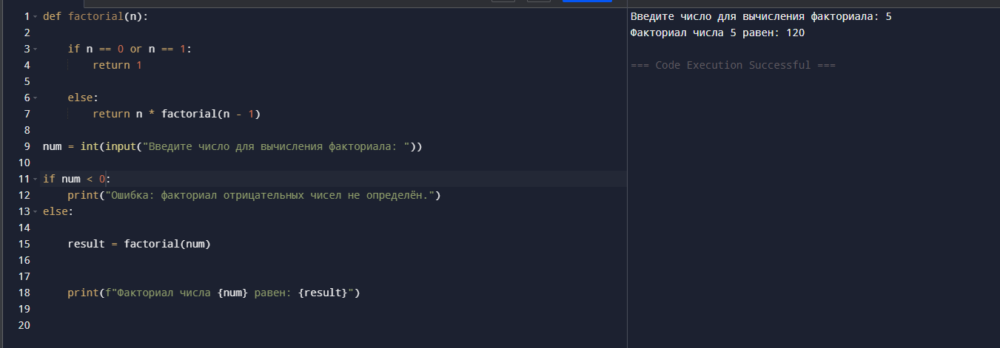 1 def factorial(n):
2
3     if n == 0 or n == 1:
4         return 1
5
6     else:
7         return n * factorial(n - 1)
8
9 num = int(input("Введите число для вычисления факториала: "))
10
11 if num < 0:
12     print("Ошибка: факториал отрицательных чисел не определён.")
13 else:
14
15     result = factorial(num)
16
17
18     print(f"Факториал числа {num} равен: {result}")
19
20
Введите число для вычисления факториала: 5
Факториал числа 5 равен: 120
=== Code Execution Successful ===